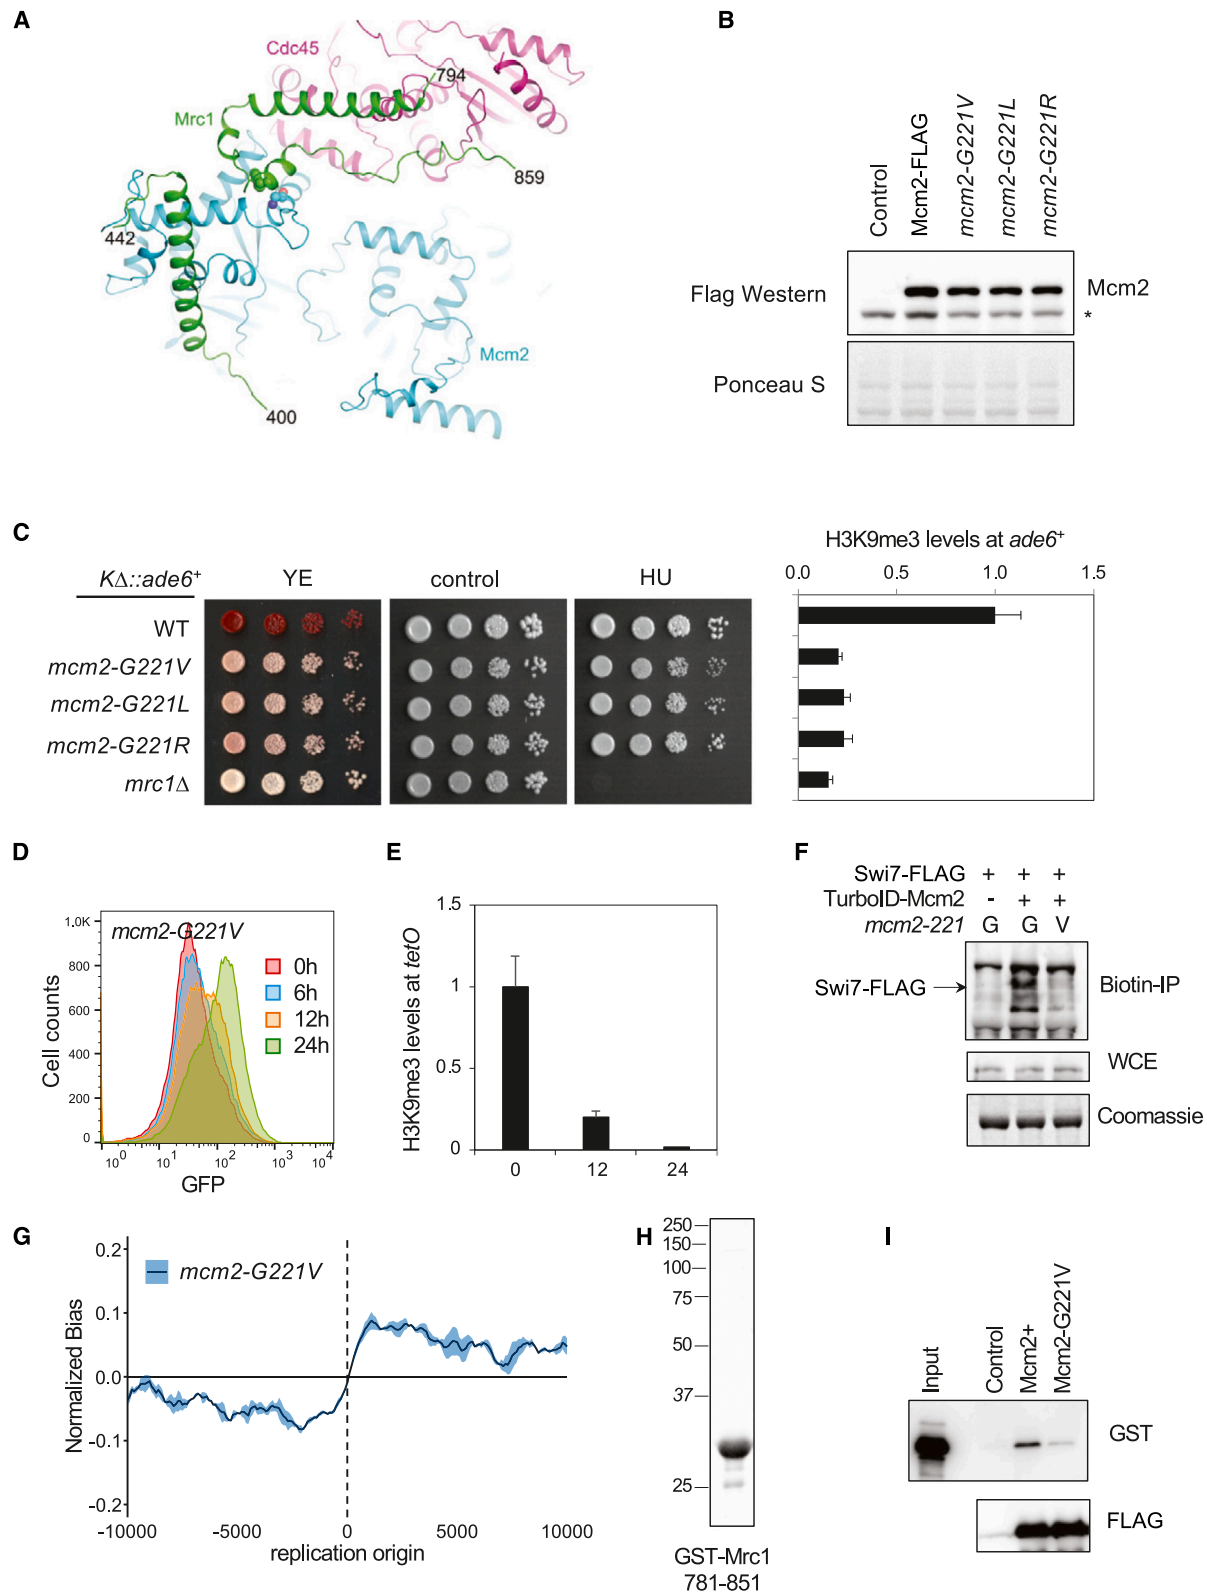 A
Cdc45
794
Mrc1
859
442
Mcm2
400
B
Control
Mcm2-FLAG
mcm2-G221V
mcm2-G221L
mcm2-G221R
Flag Western
Mcm2
*
Ponceau S
C
H3K9me3 levels at ade6+
KΔ::ade6+
YE
control
HU
0.0 0.5 1.0 1.5
WT
mcm2-G221V
mcm2-G221L
mcm2-G221R
mrc1Δ
D
mcm2-G221V
1,0K
800
600
400
200
0
Cell counts
0h
6h
12h
24h
10^0 10^1 10^2 10^3 10^4
GFP
E
H3K9me3 levels at tetO
1.5
1
0.5
0
0 12 24
F
Swi7-FLAG + + +
TurboID-Mcm2 - + +
mcm2-221 G G V
Swi7-FLAG
Biotin-IP
WCE
Coomassie
G
Normalized Bias
0.2
0.1
0.0
-0.1
-0.2
mcm2-G221V
-10000 -5000 0 5000 10000
replication origin
H
250
150
100
75
50
37
25
GST-Mrc1
781-851
I
Input
Control
Mcm2+
Mcm2-G221V
GST
FLAG